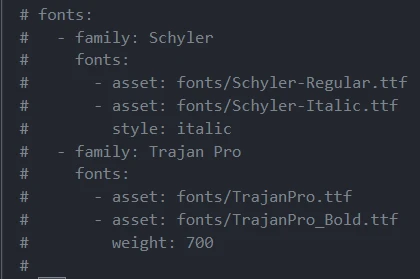 # fonts:
#   - family: Schyler
#     fonts:
#       - asset: fonts/Schyler-Regular.ttf
#       - asset: fonts/Schyler-Italic.ttf
#         style: italic
#   - family: Trajan Pro
#     fonts:
#       - asset: fonts/TrajanPro.ttf
#       - asset: fonts/TrajanPro_Bold.ttf
#         weight: 700
#